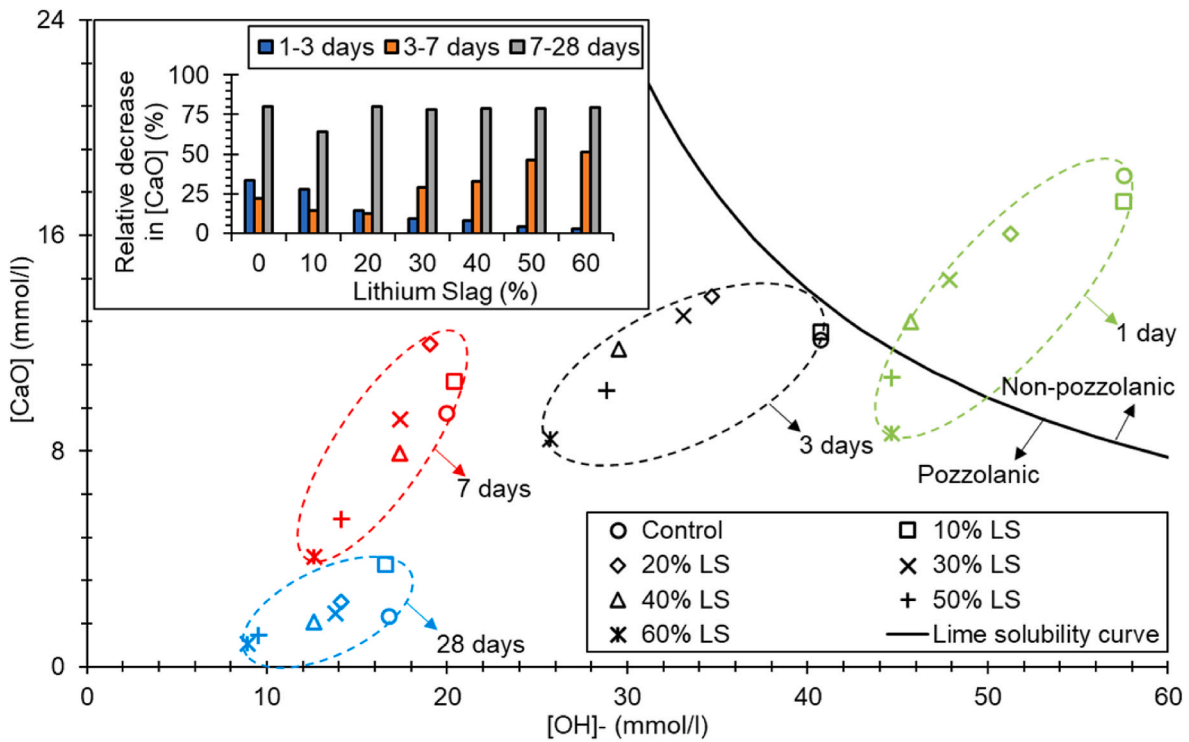 24
16
8
0
[CaO] (mmol/l)
1-3 days 3-7 days 7-28 days
100
75
50
25
0
Relative decrease
in [CaO] (%)
0 10 20 30 40 50 60
Lithium Slag (%)
1 day
Non-pozzolanic
3 days
Pozzolanic
7 days
28 days
Control 10% LS
20% LS 30% LS
40% LS 50% LS
60% LS Lime solubility curve
0 10 20 30 40 50 60
[OH]- (mmol/l)